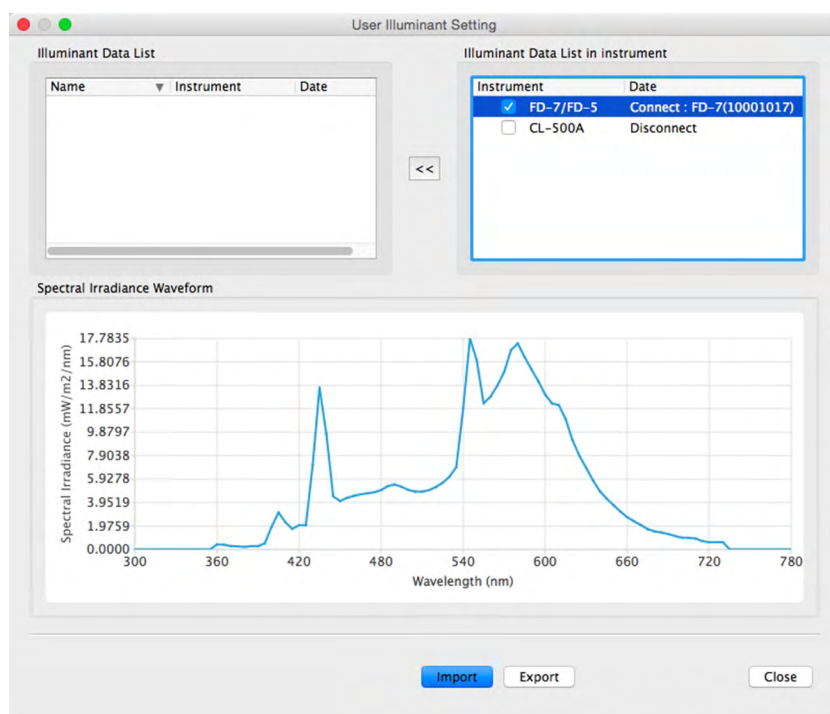 User Illuminant Setting
Illuminant Data List
Name ▼ Instrument Date
<<
Illuminant Data List in instrument
Instrument Date
FD-7/FD-5 Connect : FD-7(10001017)
CL-500A Disconnect
Spectral Irradiance Waveform
Spectral Irradiance (mW/m2/nm)
17.7835
15.8076
13.8316
11.8557
9.8797
7.9038
5.9278
3.9519
1.9759
0.0000
300 360 420 480 540 600 660 720 780
Wavelength (nm)
Import Export Close